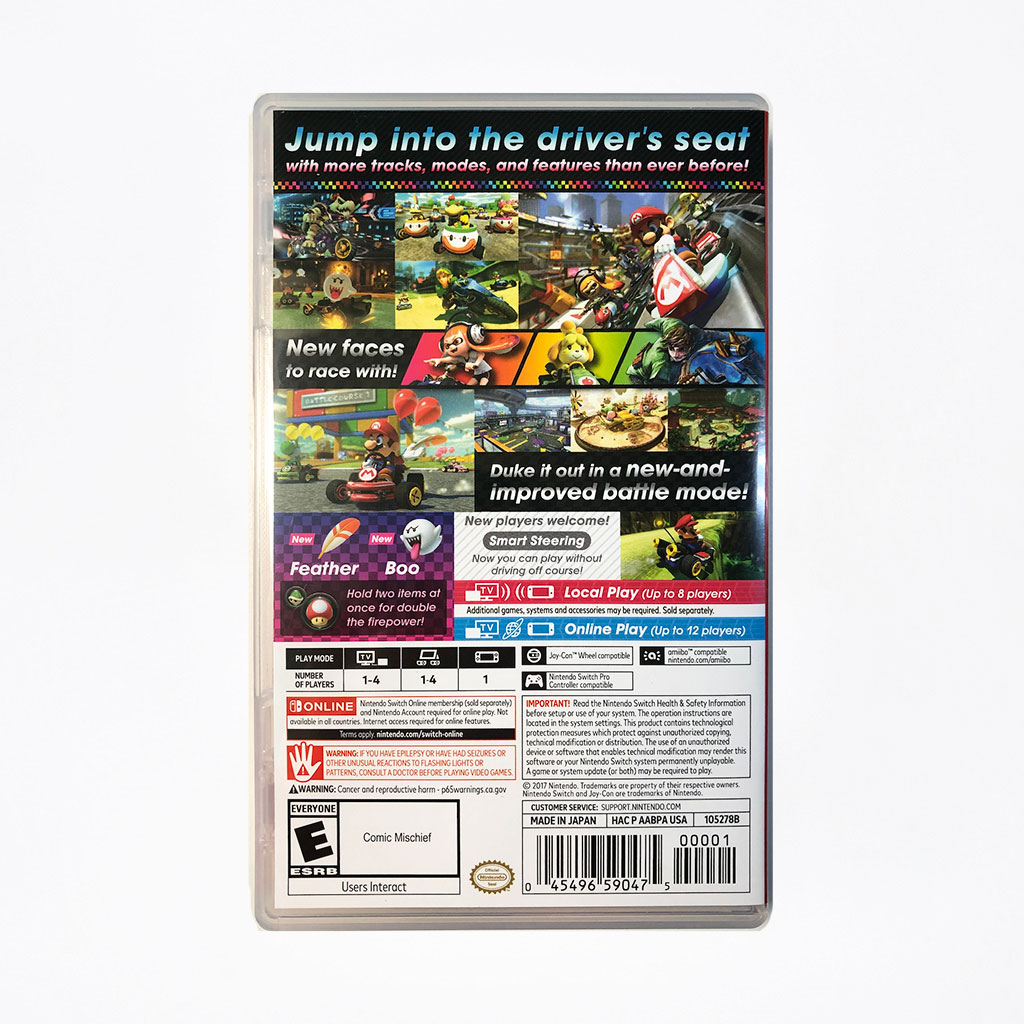 Jump into the driver's seat
with more tracks, modes, and features than ever before!
New faces
to race with!
BATTLECOURSE1
Duke it out in a new-and-
improved battle mode!
New
Feather
New
Boo
Hold two items at
once for double
the firepower!
New players welcome!
Smart Steering
Now you can play without
driving off course!
TV
Local Play (Up to 8 players)
Additional games, systems and accessories may be required. Sold separately.
TV
Online Play (Up to 12 players)
PLAY MODE
TV
NUMBER
OF PLAYERS
1-4
1-4
1
Joy-Con™ Wheel compatible
amiibo™ compatible
nintendo.com/amiibo
Nintendo Switch Pro
Controller compatible
ONLINE
Nintendo Switch Online membership (sold separately)
and Nintendo Account required for online play. Not
available in all countries. Internet access required for online features.
Terms apply. nintendo.com/switch-online
WARNING: IF YOU HAVE EPILEPSY OR HAVE HAD SEIZURES OR
OTHER UNUSUAL REACTIONS TO FLASHING LIGHTS OR
PATTERNS, CONSULT A DOCTOR BEFORE PLAYING VIDEO GAMES.
WARNING: Cancer and reproductive harm - p65warnings.ca.gov
EVERYONE
E
ESRB
Comic Mischief
Users Interact
Official
Nintendo
Seal
IMPORTANT! Read the Nintendo Switch Health & Safety Information
before setup or use of your system. The operation instructions are
located in the system settings. This product contains technological
protection measures which protect against unauthorized copying,
technical modification or distribution. The use of an unauthorized
device or software that enables technical modification may render this
software or your Nintendo Switch system permanently unplayable.
A game or system update (or both) may be required to play.
© 2017 Nintendo. Trademarks are property of their respective owners.
Nintendo Switch and Joy-Con are trademarks of Nintendo.
CUSTOMER SERVICE: SUPPORT.NINTENDO.COM
MADE IN JAPAN
HAC P AABPA USA
105278B
00001
0 45496 59047 5